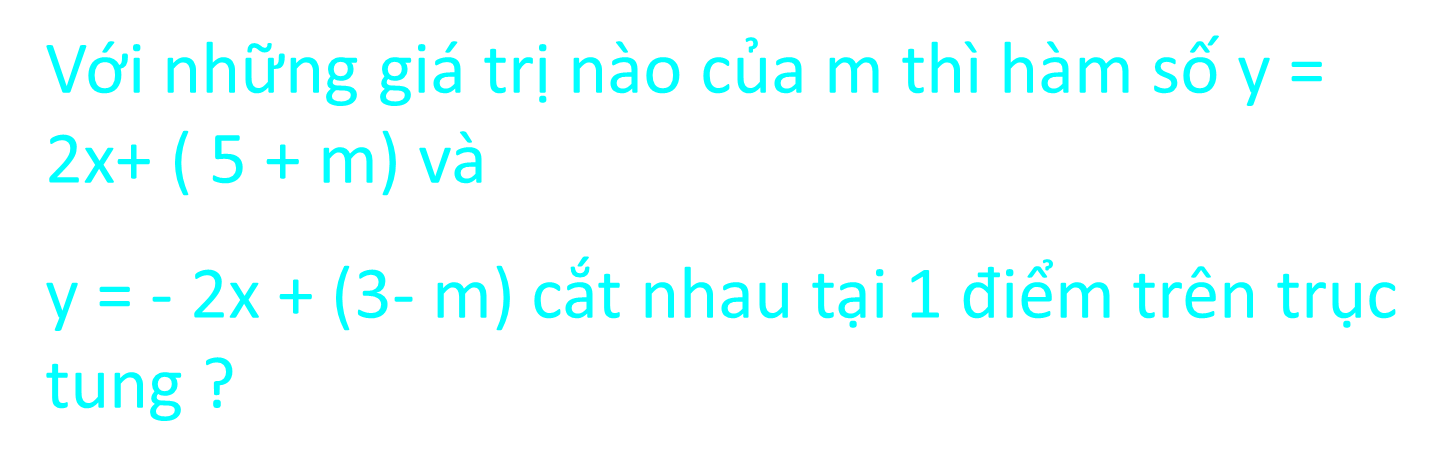 Với những giá trị nào của m thì hàm số y =
2x+ ( 5 + m) và
y = - 2x + (3- m) cắt nhau tại 1 điểm trên trục
tung ?